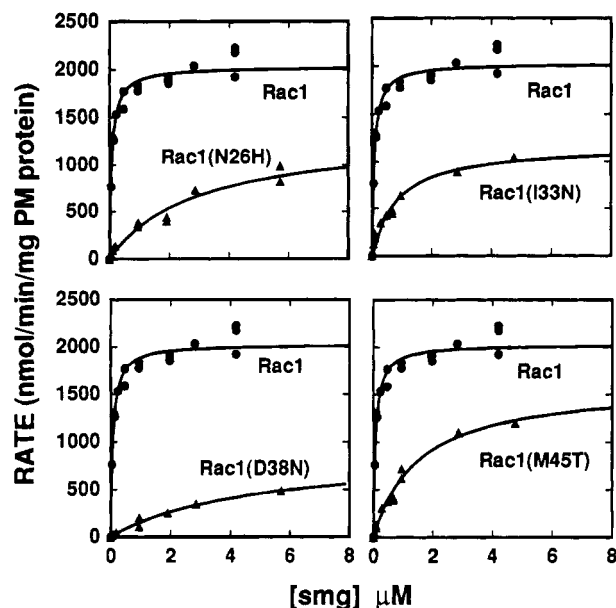 2500
2000
1500
1000
500
0
Rac1
Rac1(N26H)
Rac1
Rac1(I33N)
2500
2000
1500
1000
500
0
0 2 4 6 8
Rac1
Rac1(D38N)
0 2 4 6 8
Rac1
Rac1(M45T)
RATE (nmol/min/mg PM protein)
[smg] μM